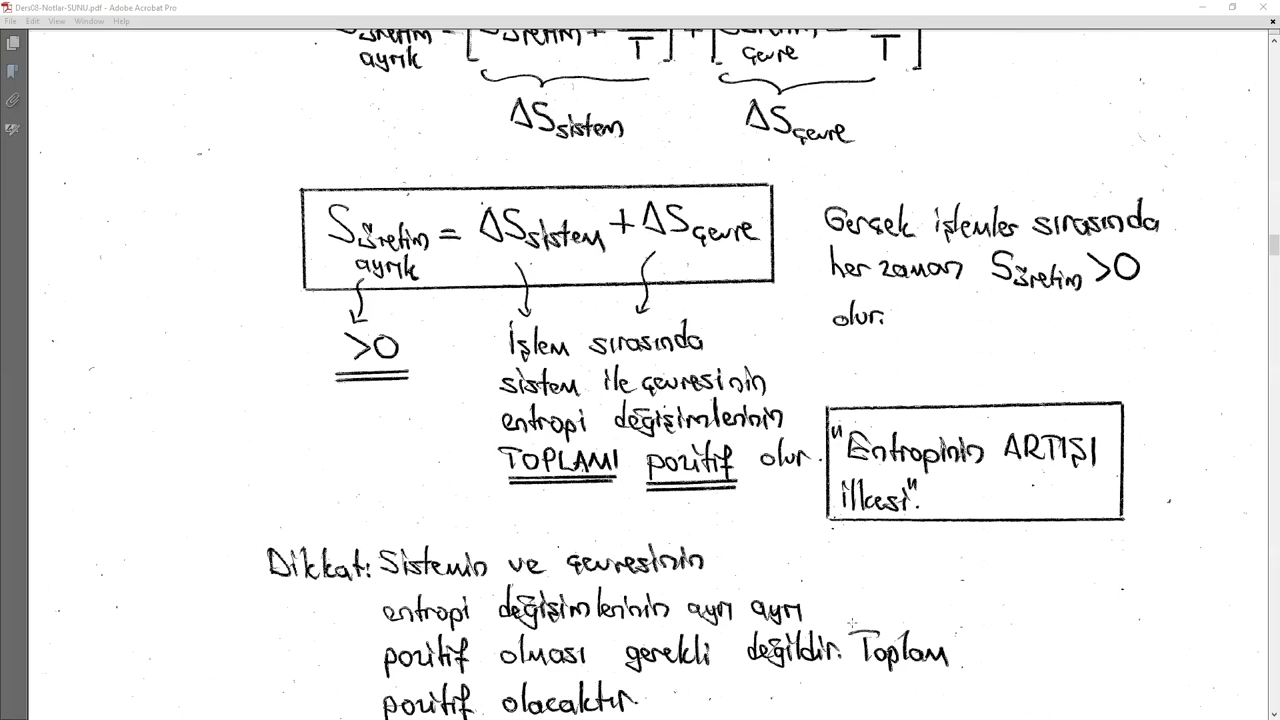 Ders08-Notlar-SUNU.pdf - Adobe Acrobat Pro
File Edit View Window Help
ayrık T çevre T
ΔSsistem ΔSçevre
Süretim = ΔSsistem + ΔSçevre
ayrık
>0
İşlem sırasında
sistem ile çevresinin
entropi değişimlerinin
TOPLAMI pozitif olur.
Gerçek işlemler sırasında
her zaman Süretim >0
olur.
"Entropinin ARTIŞI
ilkesi".
Dikkat: Sistemin ve çevresinin
entropi değişimlerinin ayrı ayrı
pozitif olması gerekli değildir. Toplam
pozitif olacaktır.